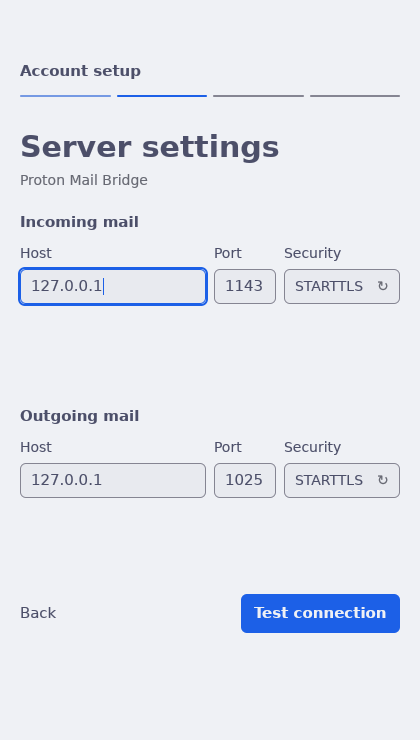 Account setup
Server settings
Proton Mail Bridge
Incoming mail
Host Port Security
127.0.0.1 1143 STARTTLS ↻
Outgoing mail
Host Port Security
127.0.0.1 1025 STARTTLS ↻
Back Test connection